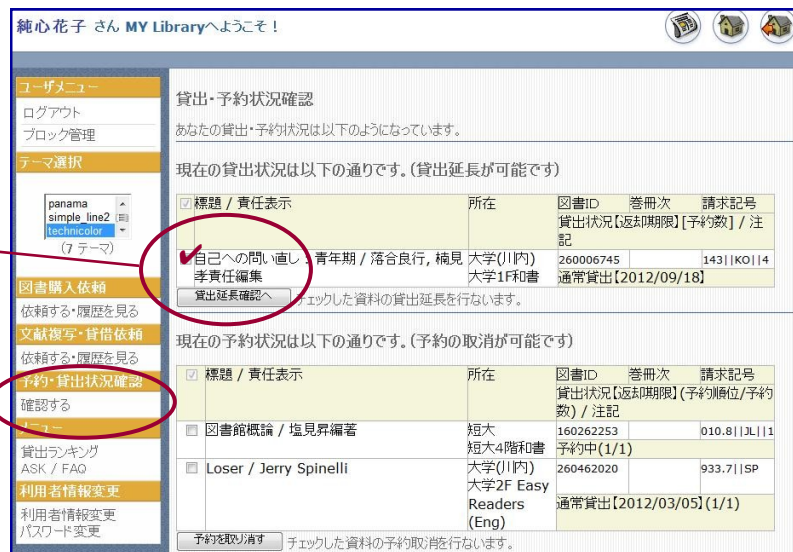 純心花子 さん MY Libraryへようこそ！
ユーザメニュー
ログアウト
ブロック管理
テーマ選択
panama
simple_line2
technicolor
(7 テーマ)
図書購入依頼
依頼する・履歴を見る
文献複写・貸借依頼
依頼する・履歴を見る
予約・貸出状況確認
確認する
メニュー
貸出ランキング
ASK / FAQ
利用者情報変更
利用者情報変更
パスワード変更
貸出・予約状況確認
あなたの貸出・予約状況は以下のようになっています。
現在の貸出状況は以下の通りです。(貸出延長が可能です)
標題 / 責任表示 所在 図書ID 巻冊次 請求記号
貸出状況【返却期限】[予約数] / 注
記
自己への問い直し : 青年期 / 落合良行, 楠見 大学(川内) 260006745 143||KO||4
孝責任編集 大学1F和書 通常貸出【2012/09/18】
貸出延長確認へ チェックした資料の貸出延長を行ないます。
現在の予約状況は以下の通りです。(予約の取消が可能です)
標題 / 責任表示 所在 図書ID 巻冊次 請求記号
貸出状況【返却期限】(予約順位/予約
数) / 注記
図書館概論 / 塩見昇編著 短大 160262253 010.8||JL||1
短大4階和書 予約中(1/1)
Loser / Jerry Spinelli 大学(川内) 260462020 933.7||SP
大学2F Easy
Readers 通常貸出【2012/03/05】(1/1)
(Eng)
予約を取り消す チェックした資料の予約取消を行ないます。